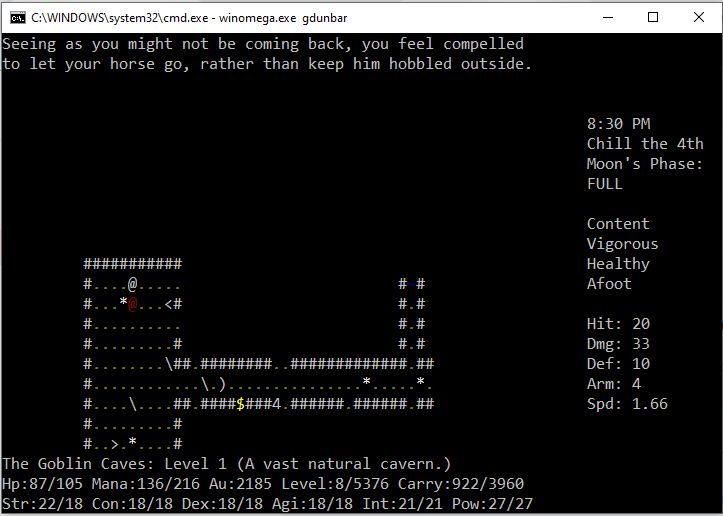 C:\WINDOWS\system32\cmd.exe - winomega.exe  gdunbar
Seeing as you might not be coming back, you feel compelled
to let your horse go, rather than keep him hobbled outside.
8:30 PM
Chill the 4th
Moon's Phase:
FULL
Content
Vigorous
Healthy
Afoot
Hit: 20
Dmg: 33
Def: 10
Arm: 4
Spd: 1.66
###########
#....@.....                      # #
#...*@...<#                      #.#
#..........                      #.#
#.........#                      #.#
#........\##.########..#############.##
#............\.)..............*.....*.
#....\....##.####$###4.######.######.##
#.........#
#..>.*....#
The Goblin Caves: Level 1 (A vast natural cavern.)
Hp:87/105 Mana:136/216 Au:2185 Level:8/5376 Carry:922/3960
Str:22/18 Con:18/18 Dex:18/18 Agi:18/18 Int:21/21 Pow:27/27